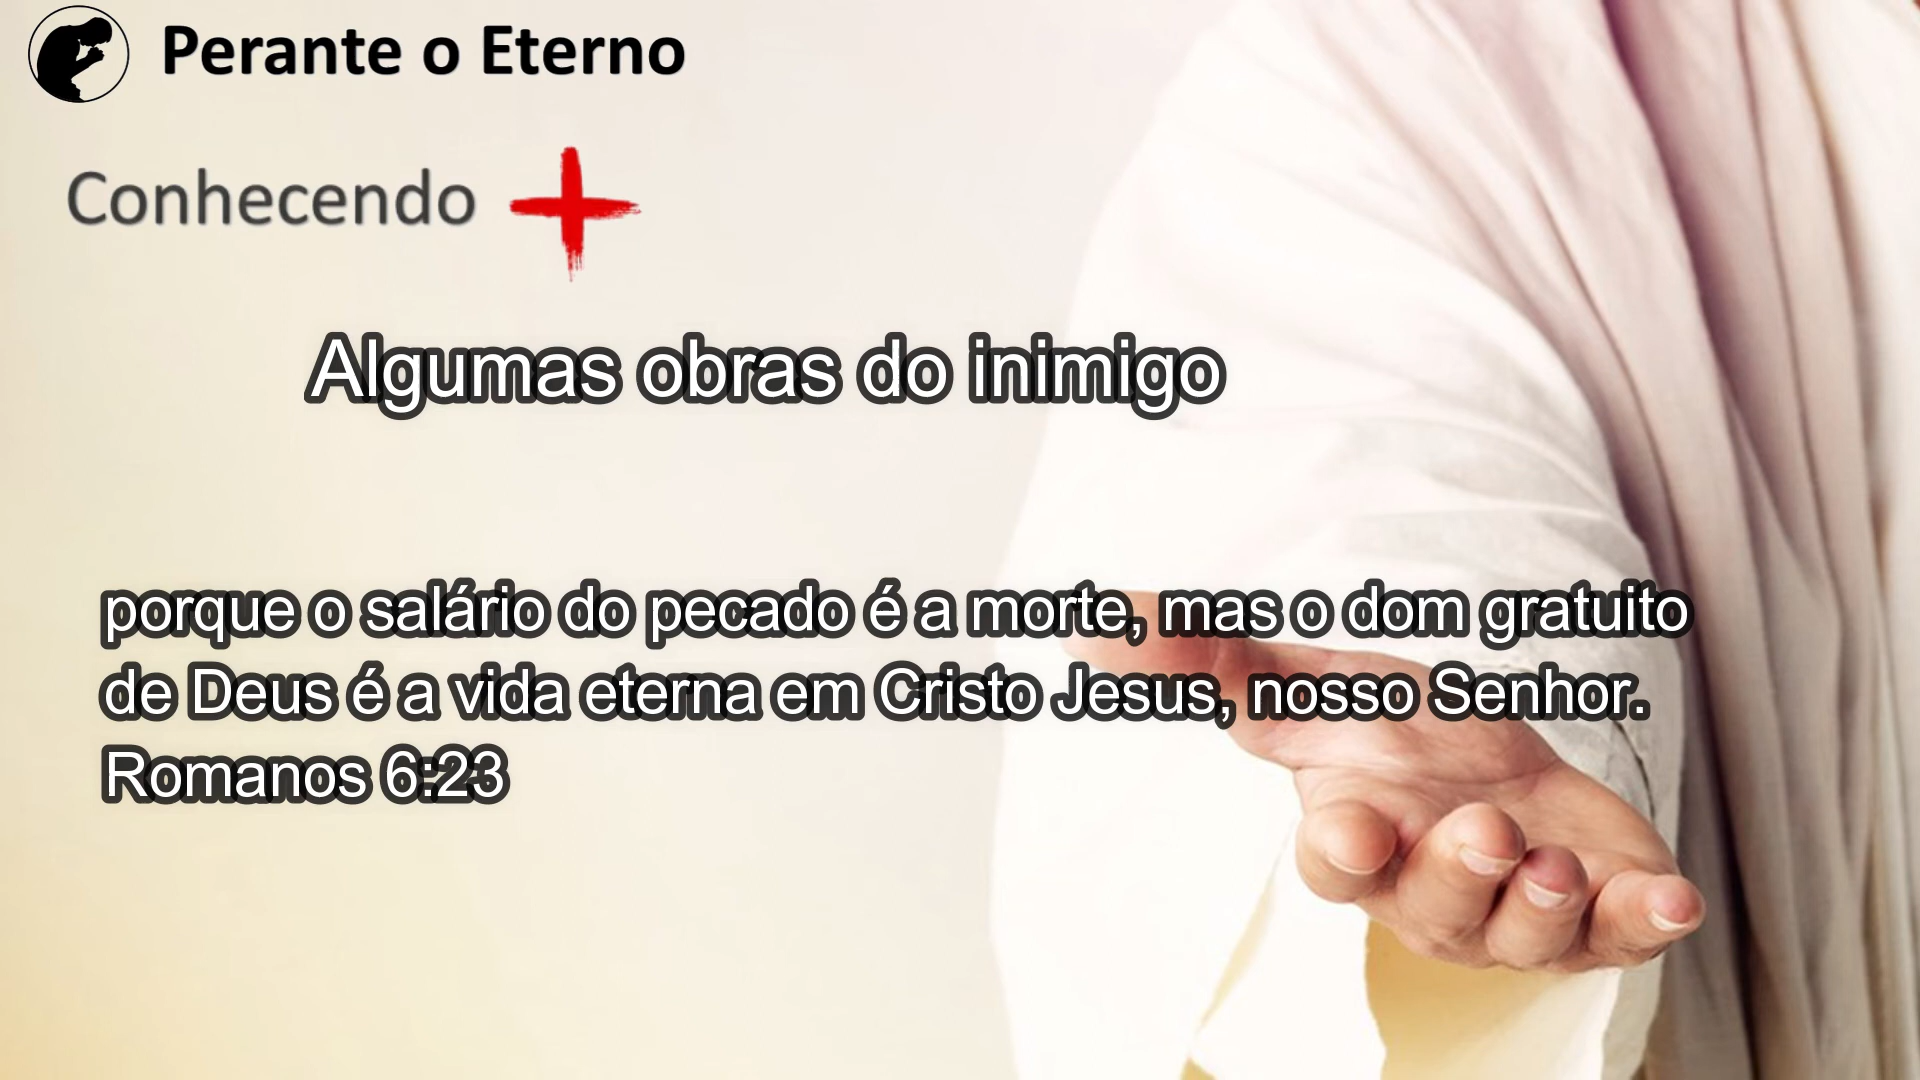 Perante o Eterno
Conhecendo
Algumas obras do inimigo
porque o salário do pecado é a morte, mas o dom gratuito
de Deus é a vida eterna em Cristo Jesus, nosso Senhor.
Romanos 6:23